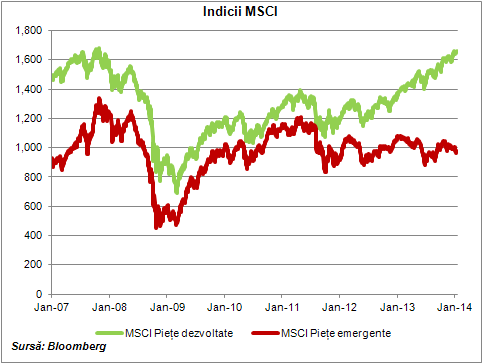 Indicii MSCI
1,800
1,600
1,400
1,200
1,000
800
600
400
200
0
Jan-07 Jan-08 Jan-09 Jan-10 Jan-11 Jan-12 Jan-13 Jan-14
MSCI Piețe dezvoltate MSCI Piețe emergente
Sursă: Bloomberg